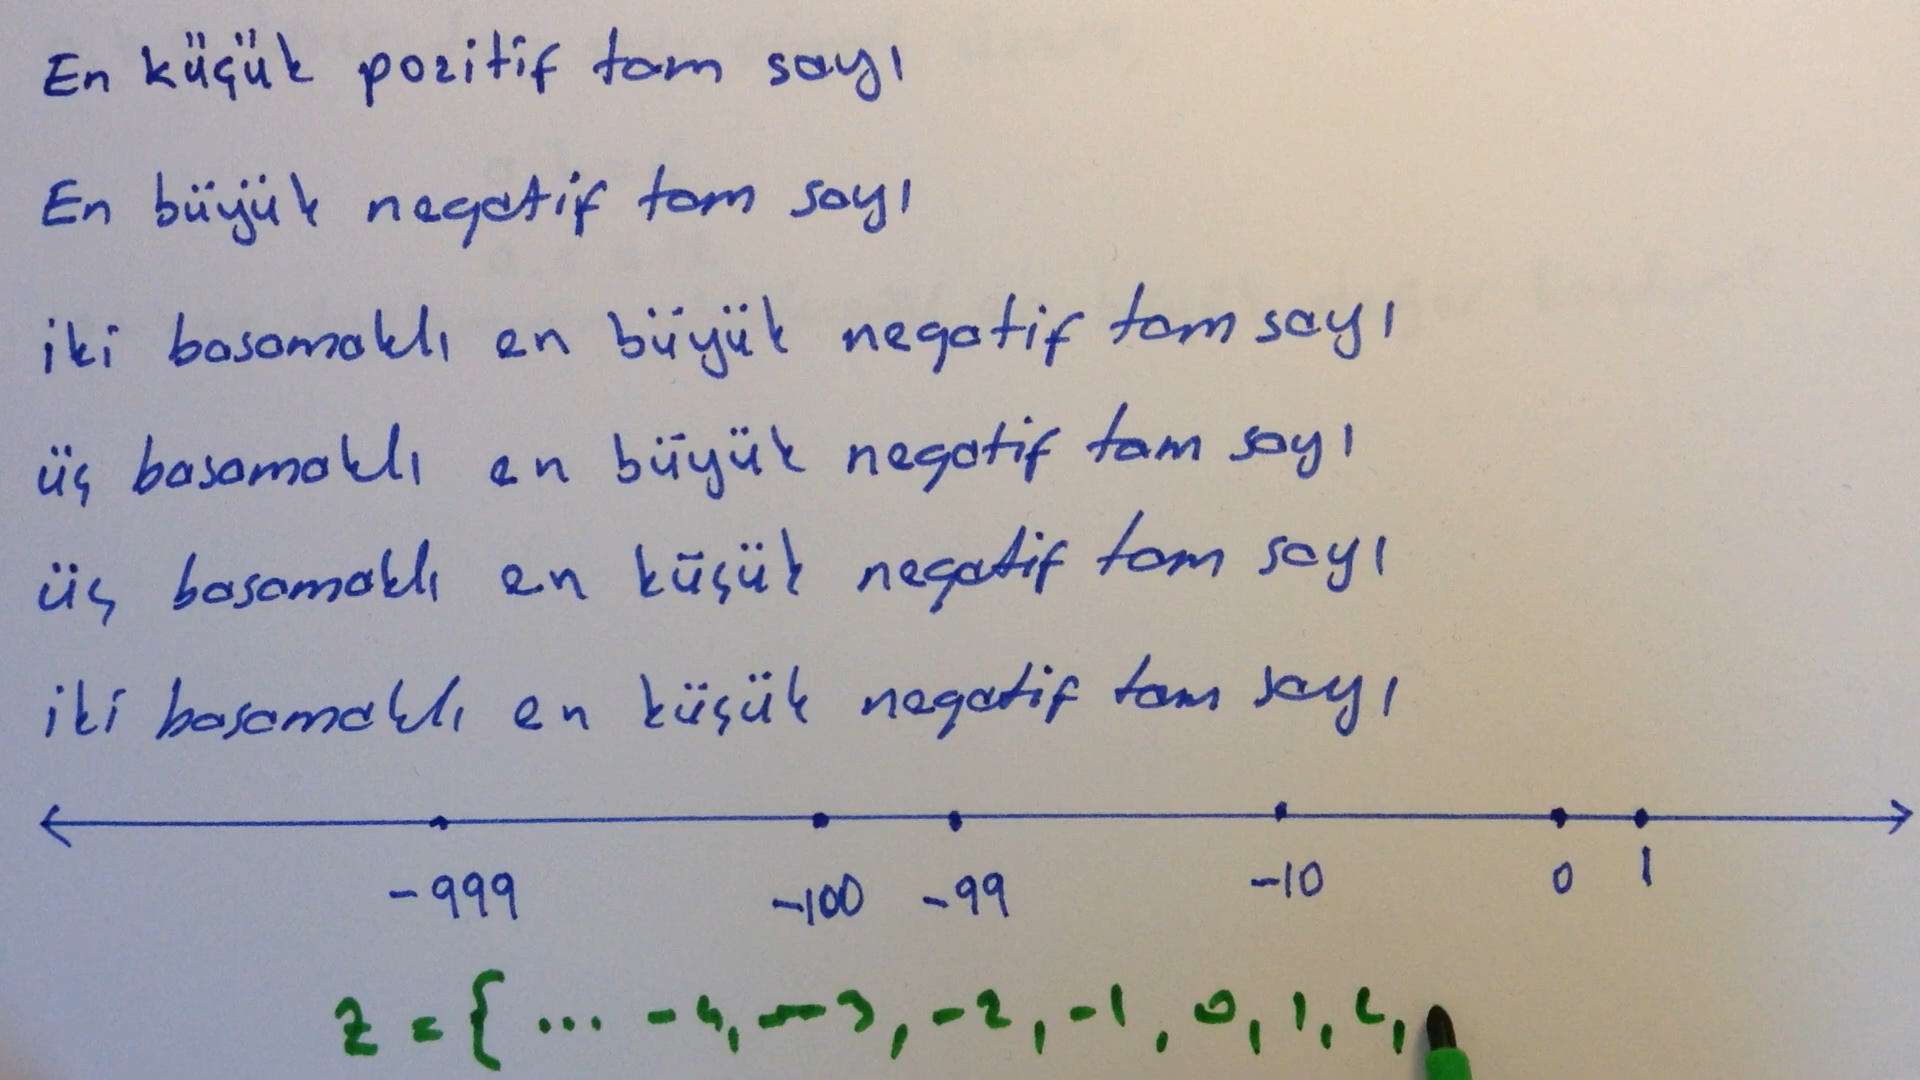 En küçük pozitif tam sayı
En büyük negatif tam sayı
iki basamaklı en büyük negatif tam sayı
üç basamaklı en büyük negatif tam sayı
üç basamaklı en küçük negatif tam sayı
iki basamaklı en küçük negatif tam sayı
-999 -100 -99 -10 0 1
Z = { ... -4, -3, -2, -1, 0, 1, 2,